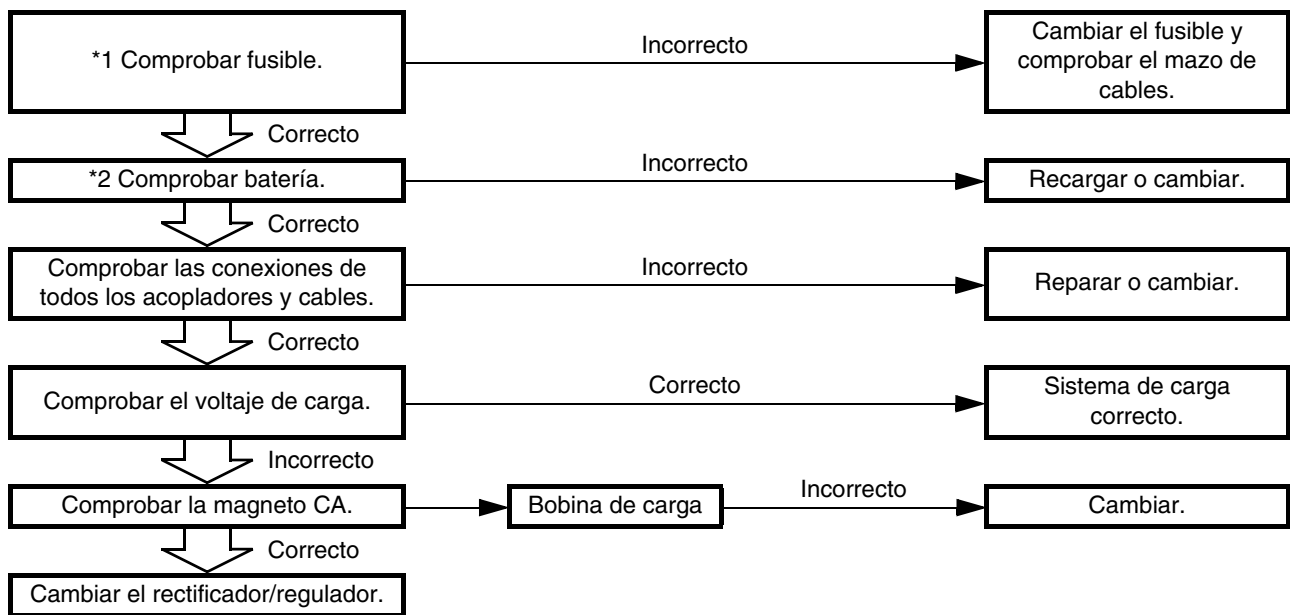 *1 Comprobar fusible.
Incorrecto
Cambiar el fusible y
comprobar el mazo de
cables.
Correcto
*2 Comprobar batería.
Incorrecto
Recargar o cambiar.
Correcto
Comprobar las conexiones de
todos los acopladores y cables.
Incorrecto
Reparar o cambiar.
Correcto
Comprobar el voltaje de carga.
Correcto
Sistema de carga
correcto.
Incorrecto
Comprobar la magneto CA.
Bobina de carga
Incorrecto
Cambiar.
Correcto
Cambiar el rectificador/regulador.